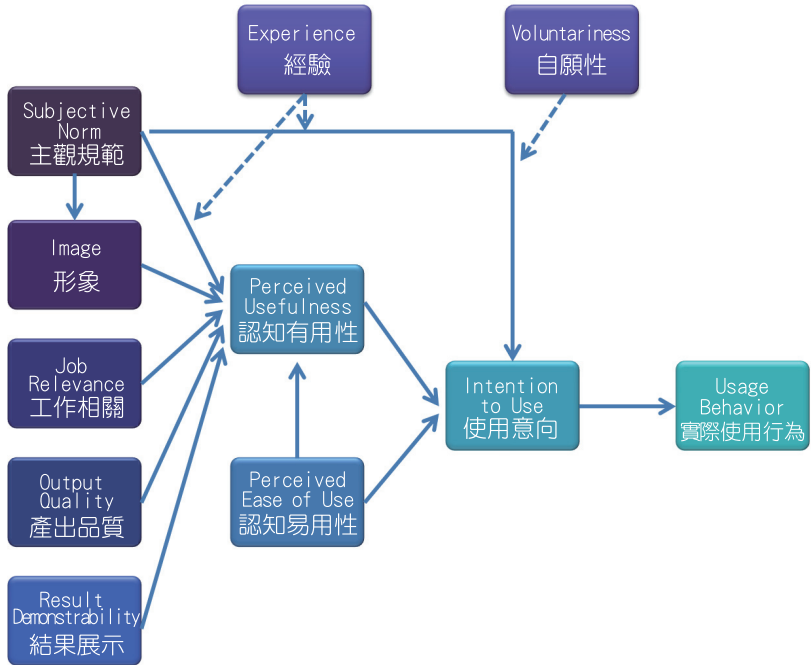 Experience
經驗
Voluntariness
自願性
Subjective
Norm
主觀規範
Image
形象
Perceived
Usefulness
認知有用性
Job
Relevance
工作相關
Intention
to Use
使用意向
Usage
Behavior
實際使用行為
Output
Quality
產出品質
Perceived
Ease of Use
認知易用性
Result
Demonstrability
結果展示